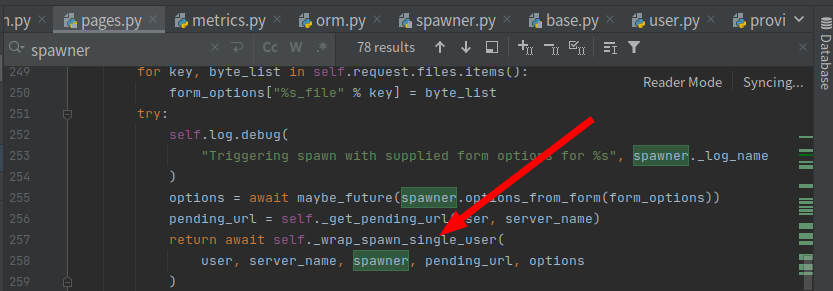 n.py pages.py metrics.py orm.py spawner.py base.py user.py provi
spawner Cc W .* 78 results
Reader Mode Syncing...
Database
249 for key, byte_list in self.request.files.items():
250 form_options["%s_file" % key] = byte_list
251 try:
252 self.log.debug(
253 "Triggering spawn with supplied form options for %s", spawner._log_name
254 )
255 options = await maybe_future(spawner.options_from_form(form_options))
256 pending_url = self._get_pending_url( ser, server_name)
257 return await self._wrap_spawn_single_user(
258 user, server_name, spawner, pending_url, options
259 )